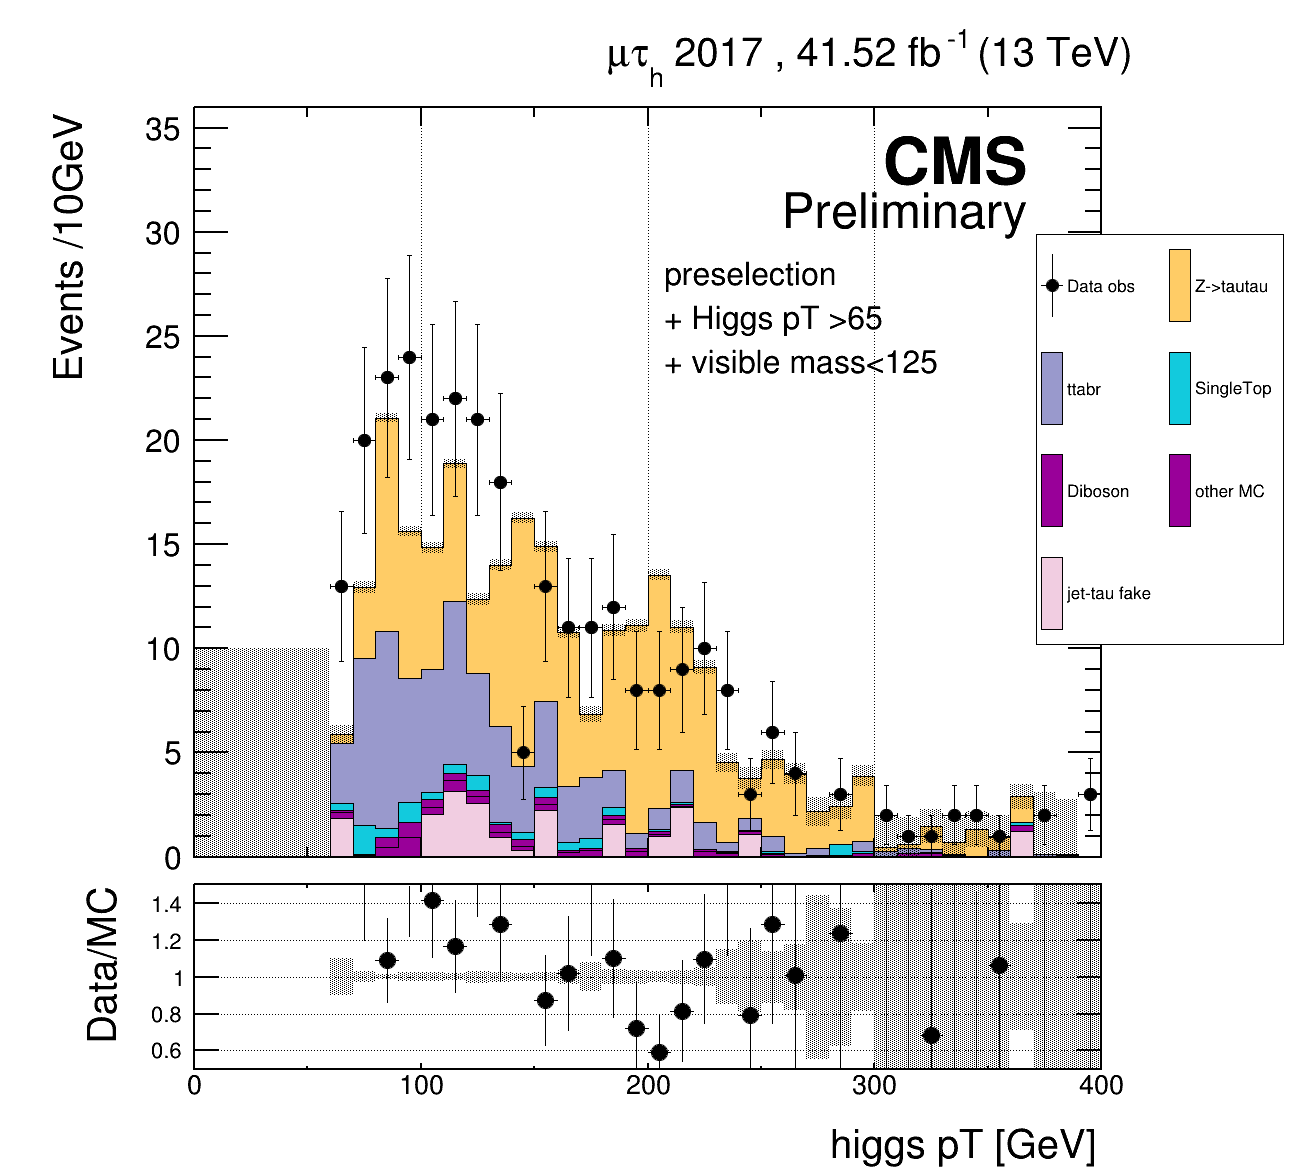 μτh 2017 , 41.52 fb-1 (13 TeV)
Events /10GeV
35
30
25
20
15
10
5
0
CMS
Preliminary
preselection
+ Higgs pT >65
+ visible mass<125
Data obs
Z->tautau
ttabr
SingleTop
Diboson
other MC
jet-tau fake
Data/MC
1.4
1.2
1
0.8
0.6
0 100 200 300 400
higgs pT [GeV]